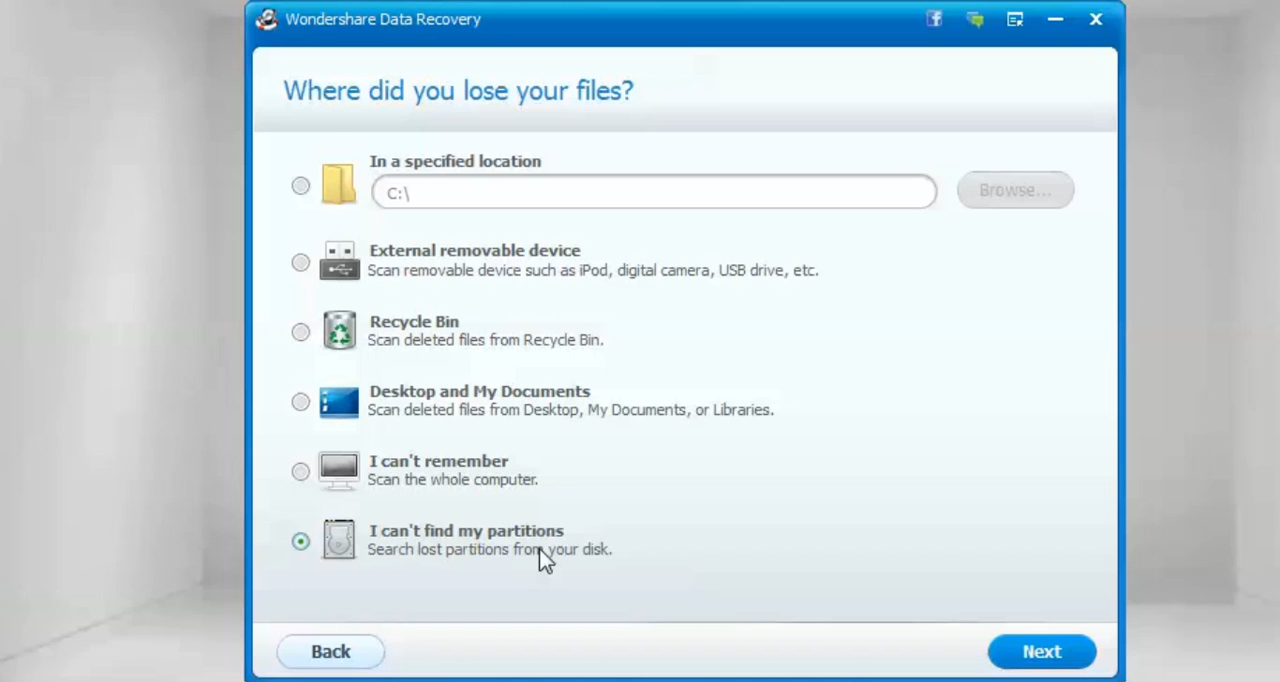 Wondershare Data Recovery
Where did you lose your files?
In a specified location
C:\
Browse...
External removable device
Scan removable device such as iPod, digital camera, USB drive, etc.
Recycle Bin
Scan deleted files from Recycle Bin.
Desktop and My Documents
Scan deleted files from Desktop, My Documents, or Libraries.
I can't remember
Scan the whole computer.
I can't find my partitions
Search lost partitions from your disk.
Back
Next